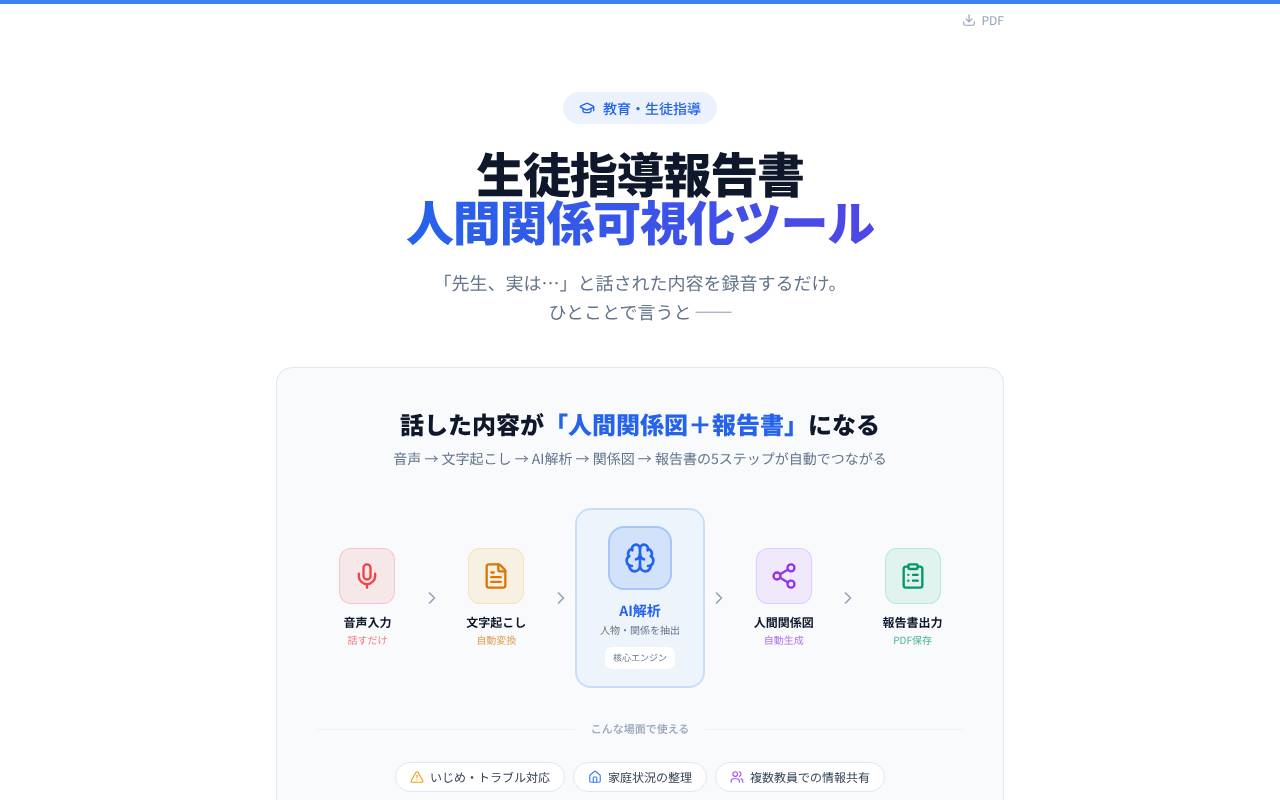 PDF
教育・生徒指導
生徒指導報告書
人間関係可視化ツール
「先生、実は…」と話された内容を録音するだけ。
ひとことで言うと ——
話した内容が「人間関係図＋報告書」になる
音声 → 文字起こし → AI解析 → 関係図 → 報告書の5ステップが自動でつながる
音声入力
話すだけ
文字起こし
自動変換
AI解析
人物・関係を抽出
核心エンジン
人間関係図
自動生成
報告書出力
PDF保存
こんな場面で使える
いじめ・トラブル対応
家庭状況の整理
複数教員での情報共有